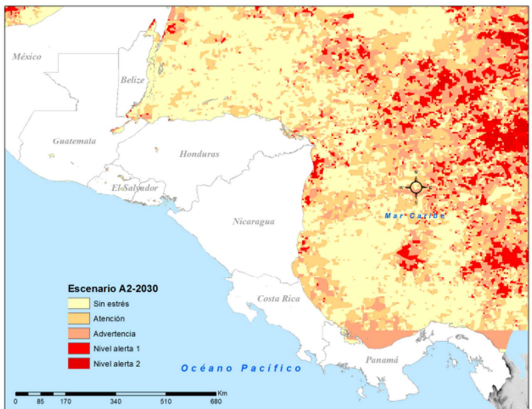 México
Belize
Guatemala
Honduras
El Salvador
Nicaragua
Mar Caribe
Costa Rica
Panamá
Océano Pacífico
Escenario A2-2030
Sin estrés
Atención
Advertencia
Nivel alerta 1
Nivel alerta 2
0 85 170 340 510 680 Km